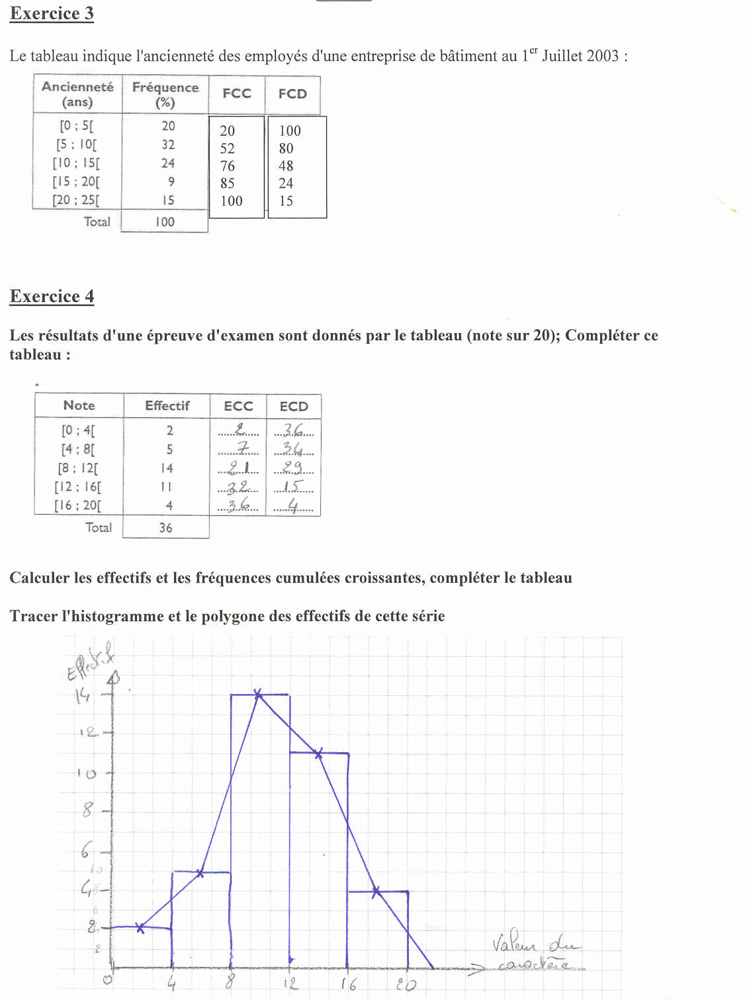 Exercice 3
Le tableau indique l'ancienneté des employés d'une entreprise de bâtiment au 1er Juillet 2003 :
Ancienneté (ans) Fréquence (%) FCC FCD
[0 ; 5[ 20 20 100
[5 ; 10[ 32 52 80
[10 ; 15[ 24 76 48
[15 ; 20[ 9 85 24
[20 ; 25[ 15 100 15
Total 100
Exercice 4
Les résultats d'une épreuve d'examen sont donnés par le tableau (note sur 20); Compléter ce
tableau :
Note Effectif ECC ECD
[0 ; 4[ 2 2 36
[4 ; 8[ 5 7 34
[8 ; 12[ 14 21 29
[12 ; 16[ 11 32 15
[16 ; 20[ 4 36 4
Total 36
Calculer les effectifs et les fréquences cumulées croissantes, compléter le tableau
Tracer l'histogramme et le polygone des effectifs de cette série
Effectif
14
12
10
8
6
4
2
Valeur du
caractère
0 4 8 12 16 20